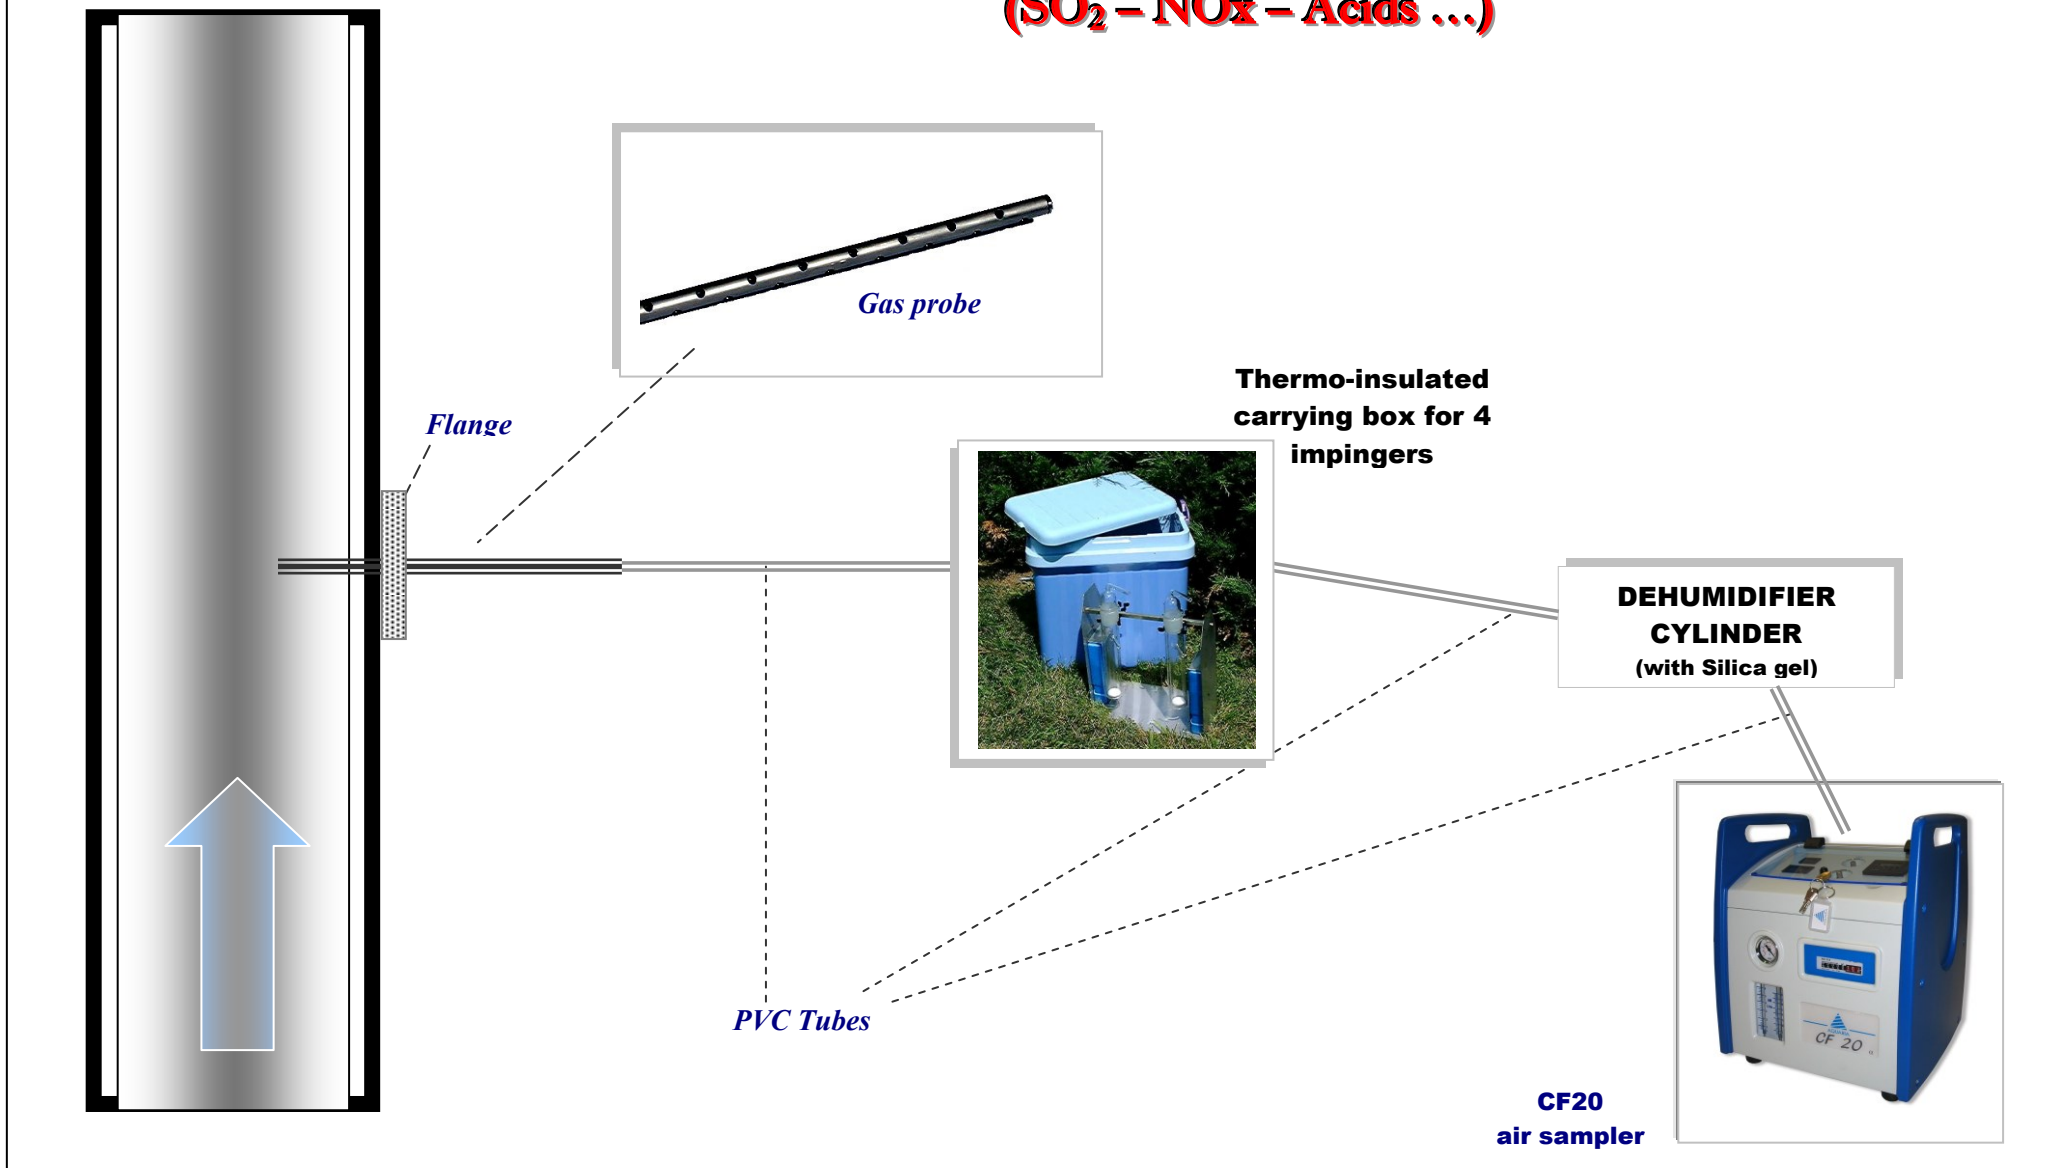 (SO₂ – NOx – Acids …)
Gas probe
Thermo-insulated
carrying box for 4
impingers
Flange
DEHUMIDIFIER
CYLINDER
(with Silica gel)
PVC Tubes
CF 20
CF20
air sampler